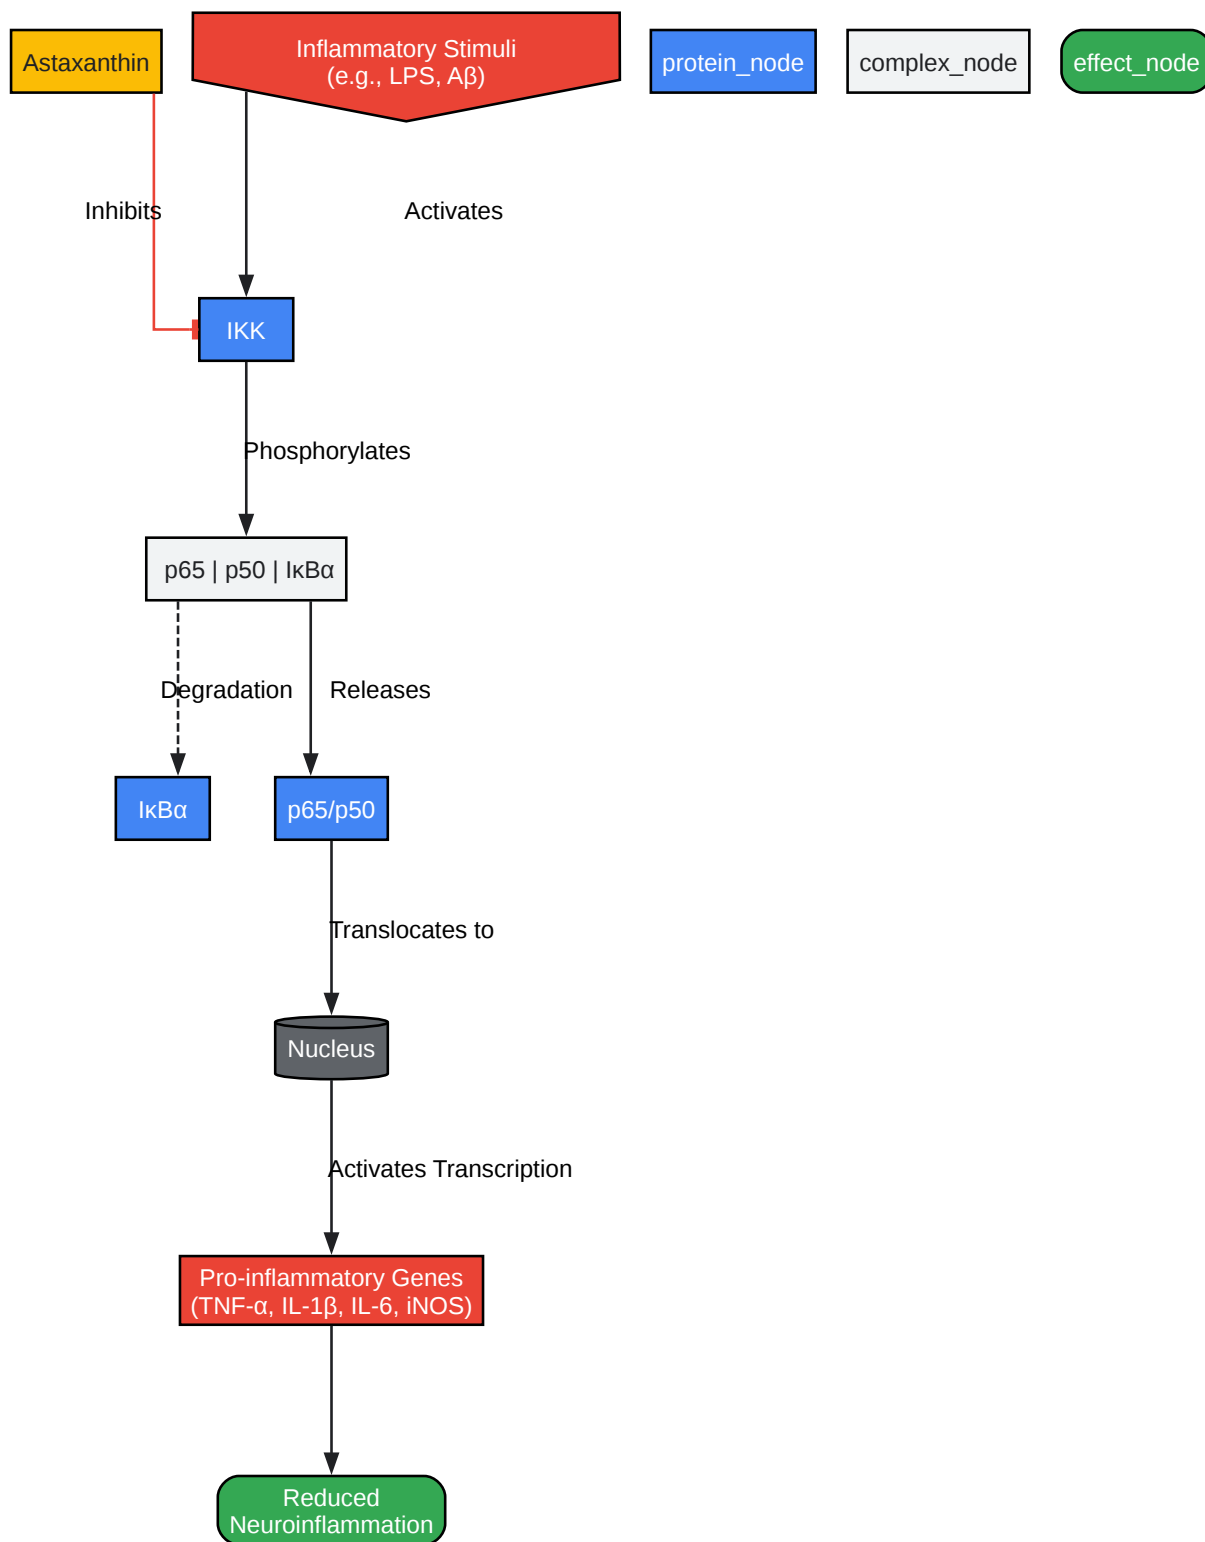 Astaxanthin
Inflammatory Stimuli
(e.g., LPS, Aβ)
protein_node
complex_node
effect_node
Inhibits
Activates
IKK
Phosphorylates
p65 | p50 | IκBα
Degradation
Releases
IκBα
p65/p50
Translocates to
Nucleus
Activates Transcription
Pro-inflammatory Genes
(TNF-α, IL-1β, IL-6, iNOS)
Reduced
Neuroinflammation